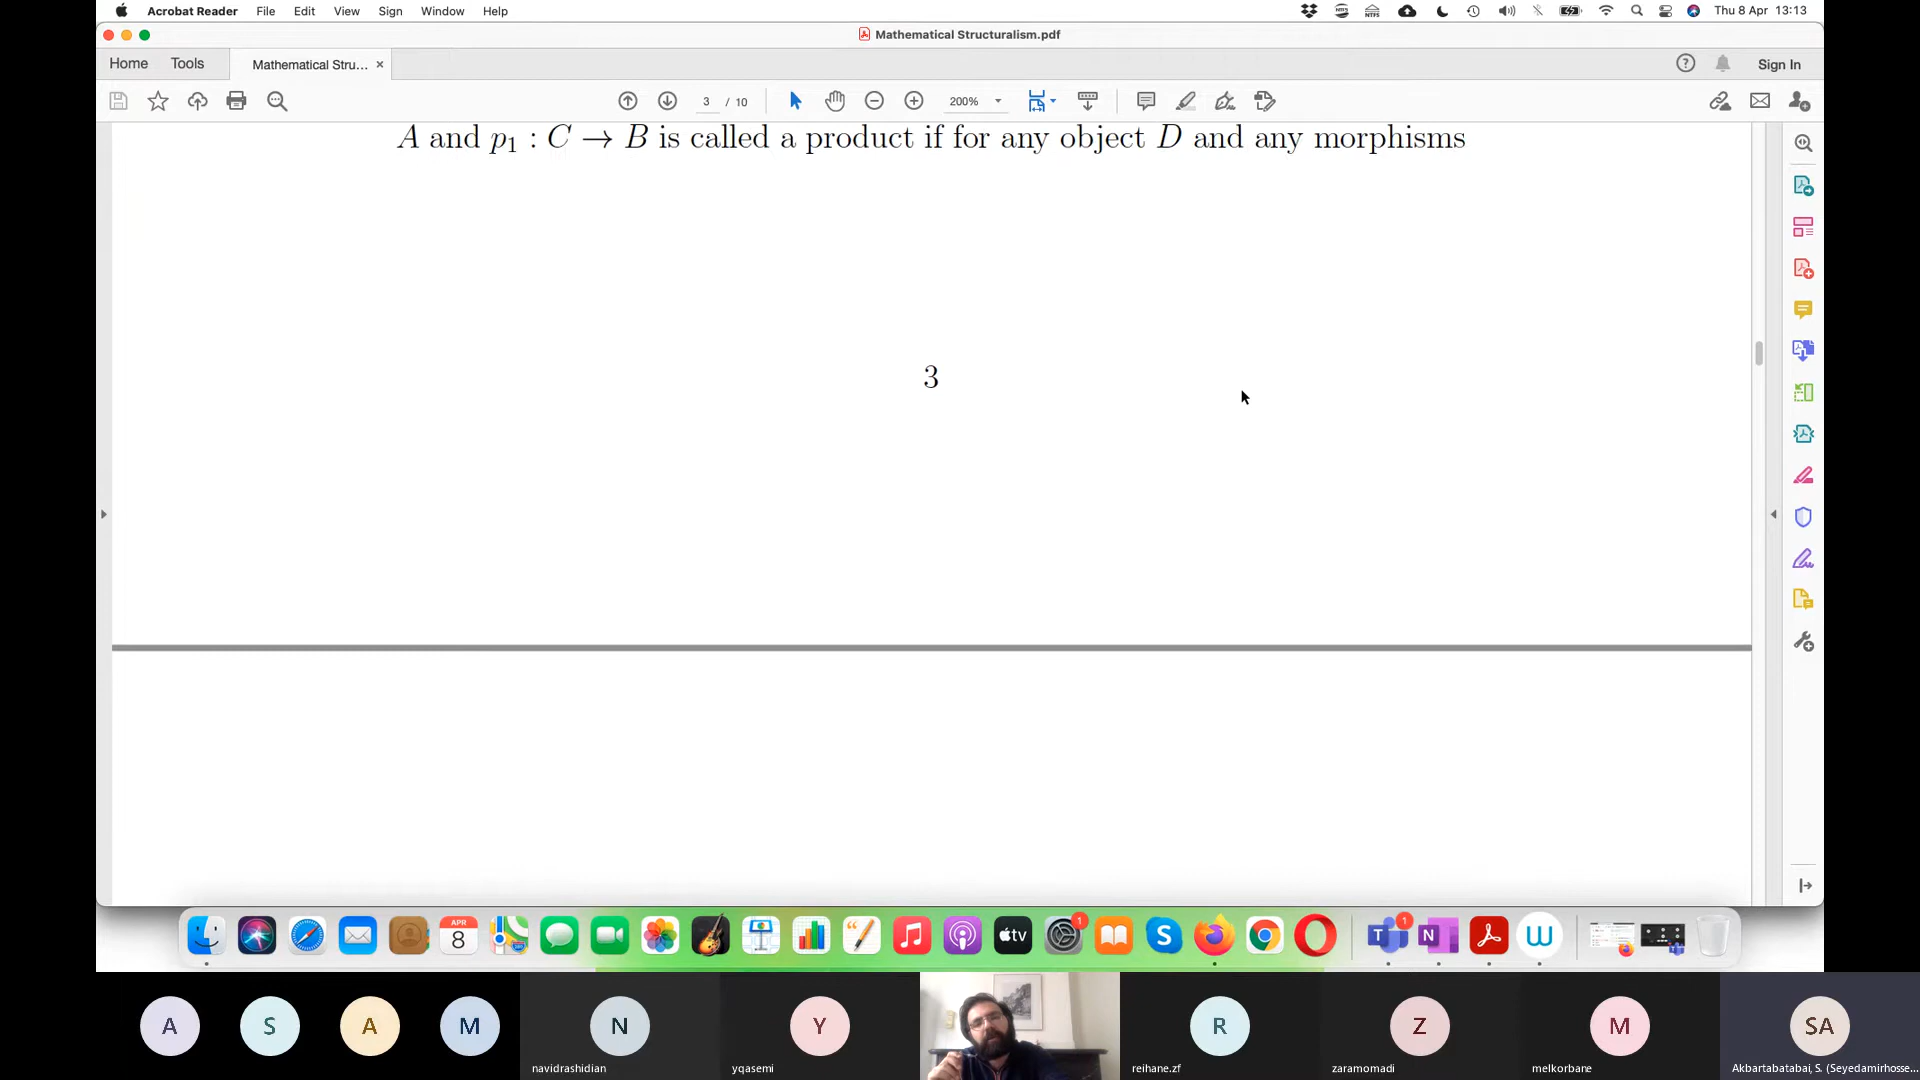 Acrobat Reader File Edit View Sign Window Help Thu 8 Apr 13:13
Mathematical Structuralism.pdf
Home Tools Mathematical Stru... × Sign In
3 / 10 200%
A and p₁ : C → B is called a product if for any object D and any morphisms
3
APR
8
tv
1
S
1
T
N
W
A S A M N Y R Z M SA
navidrashidian yqasemi reihane.zf zaramomadi melkorbane Akbartabatabai, S. (Seyedamirhosse...